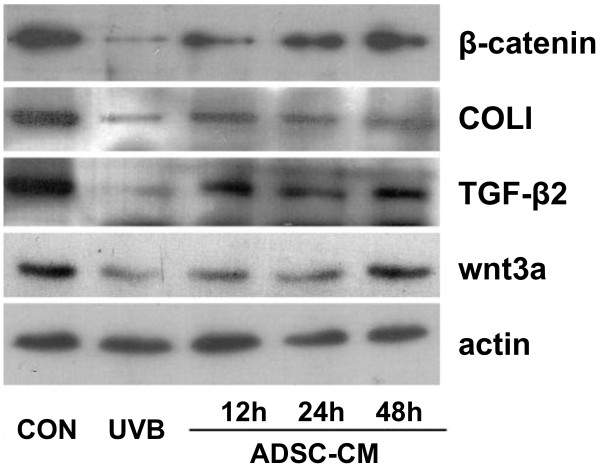 β-catenin
COLI
TGF-β2
wnt3a
actin
CON UVB 12h 24h 48h
ADSC-CM